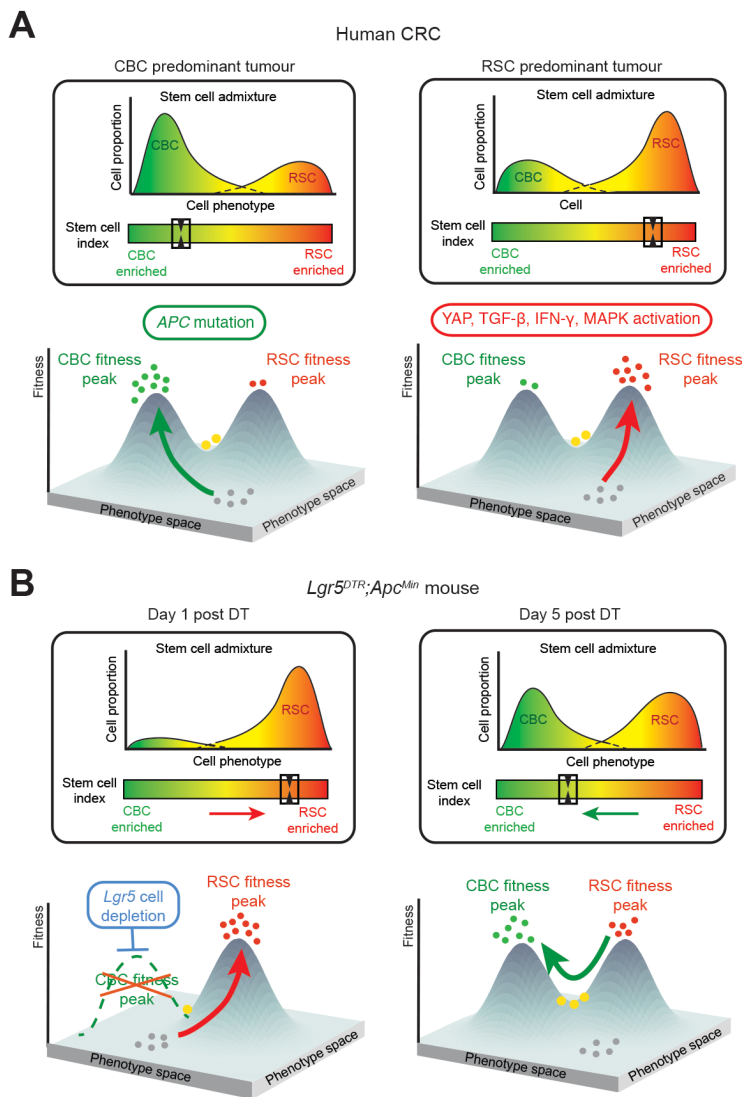 A
Human CRC
CBC predominant tumour
Stem cell admixture
Cell proportion
CBC
RSC
Cell phenotype
Stem cell
index
CBC
enriched
RSC
enriched
RSC predominant tumour
Stem cell admixture
Cell proportion
CBC
RSC
Cell
Stem cell
index
CBC
enriched
RSC
enriched
APC mutation
CBC fitness
peak
RSC fitness
peak
Fitness
Phenotype space
Phenotype space
YAP, TGF-β, IFN-γ, MAPK activation
CBC fitness
peak
RSC fitness
peak
Fitness
Phenotype space
Phenotype space
B
Lgr5DTR;ApcMin mouse
Day 1 post DT
Stem cell admixture
Cell proportion
RSC
Cell phenotype
Stem cell
index
CBC
enriched
RSC
enriched
Day 5 post DT
Stem cell admixture
Cell proportion
CBC
RSC
Cell phenotype
Stem cell
index
CBC
enriched
RSC
enriched
Lgr5 cell
depletion
CBC fitness
peak
RSC fitness
peak
Fitness
Phenotype space
Phenotype space
CBC fitness
peak
RSC fitness
peak
Fitness
Phenotype space
Phenotype space